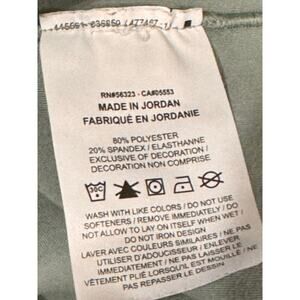 RN#56323 - CA#05553
MADE IN JORDAN
FABRIQUÉ EN JORDANIE
80% POLYESTER
20% SPANDEX / ELASTHANNE
EXCLUSIVE OF DECORATION /
DECORATION NON COMPRISE
30C
WASH WITH LIKE COLORS / DO NOT USE
SOFTENERS / REMOVE IMMEDIATELY / DO
NOT ALLOW TO LAY ON ITSELF WHEN WET /
DO NOT IRON DESIGN
LAVER AVEC COULEURS SIMILAIRES / NE PAS
UTILISER D'ADOUCISSEUR / ENLEVER
IMMÉDIATEMENT / NE PAS LAISSER LE
VÊTEMENT PLIÉ LORSQU'IL EST MOUILLÉ / NE
PAS REPASSER LE DESSIN